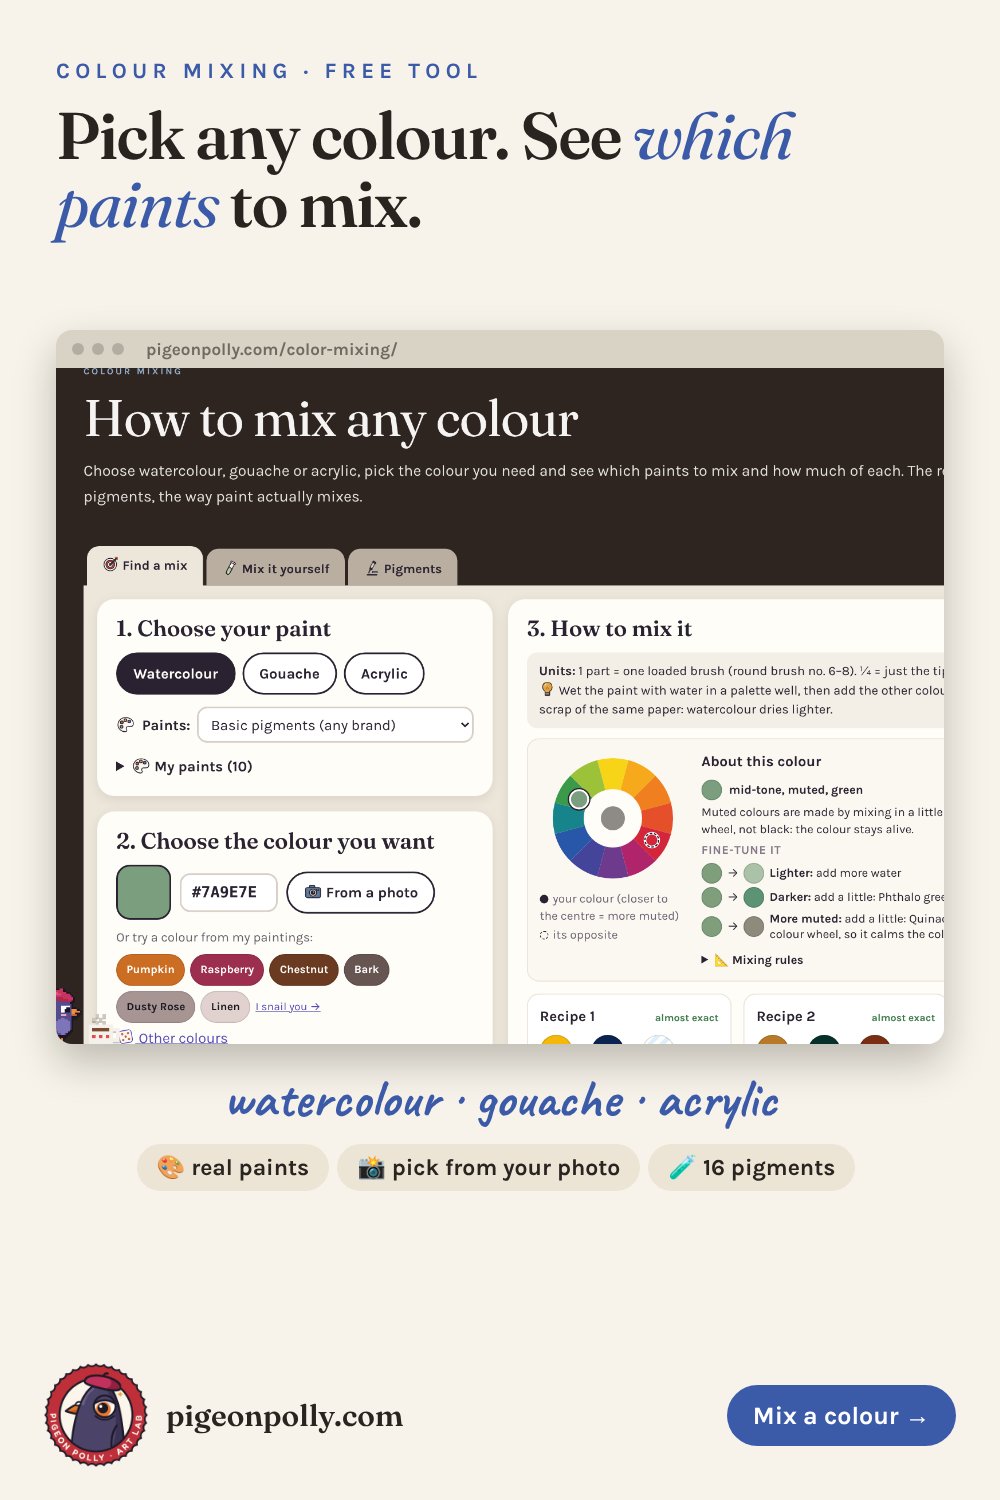 COLOUR MIXING · FREE TOOL
Pick any colour. See which
paints to mix.
pigeonpolly.com/color-mixing/
COLOUR MIXING
How to mix any colour
Choose watercolour, gouache or acrylic, pick the colour you need and see which paints to mix and how much of each. The
pigments, the way paint actually mixes.
Find a mix
Mix it yourself
Pigments
1. Choose your paint
Watercolour
Gouache
Acrylic
Paints:
Basic pigments (any brand)
My paints (10)
2. Choose the colour you want
#7A9E7E
From a photo
Or try a colour from my paintings:
Pumpkin
Raspberry
Chestnut
Bark
Dusty Rose
Linen
I snail you →
Other colours
3. How to mix it
Units: 1 part = one loaded brush (round brush no. 6–8). ¼ = just the tip
Wet the paint with water in a palette well, then add the other colou
scrap of the same paper: watercolour dries lighter.
your colour (closer to
the centre = more muted)
its opposite
About this colour
mid-tone, muted, green
Muted colours are made by mixing in a little
wheel, not black: the colour stays alive.
FINE-TUNE IT
→ Lighter: add more water
→ Darker: add a little: Phthalo gree
→ More muted: add a little: Quinac
colour wheel, so it calms the col
Mixing rules
Recipe 1
almost exact
Recipe 2
almost exact
watercolour · gouache · acrylic
real paints
pick from your photo
16 pigments
PIGEON POLLY · ART LAB
pigeonpolly.com
Mix a colour →